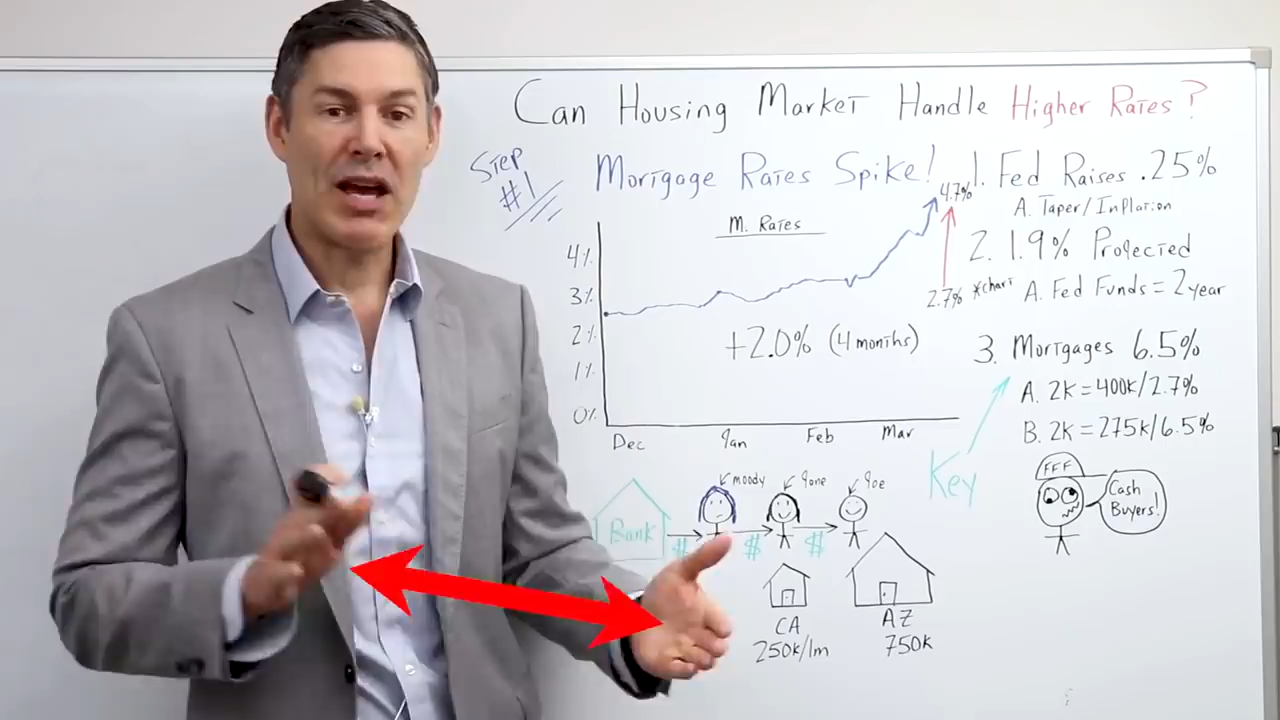 Can Housing Market Handle Higher Rates?
Step
#1
Mortgage Rates Spike!
M. Rates
4%
3%
2%
1%
0%
4.7%
2.7% *chart
+2.0% (4 months)
Dec Jan Feb Mar
1. Fed Raises .25%
A. Taper/Inflation
2. 1.9% Projected
A. Fed Funds = 2 year
3. Mortgages 6.5%
A. 2K = 400K/2.7%
B. 2K = 275K/6.5%
Key
FFF
Cash
Buyers!
moody Jane Joe
Bank
$ $ $
CA
250K/1m
AZ
750K